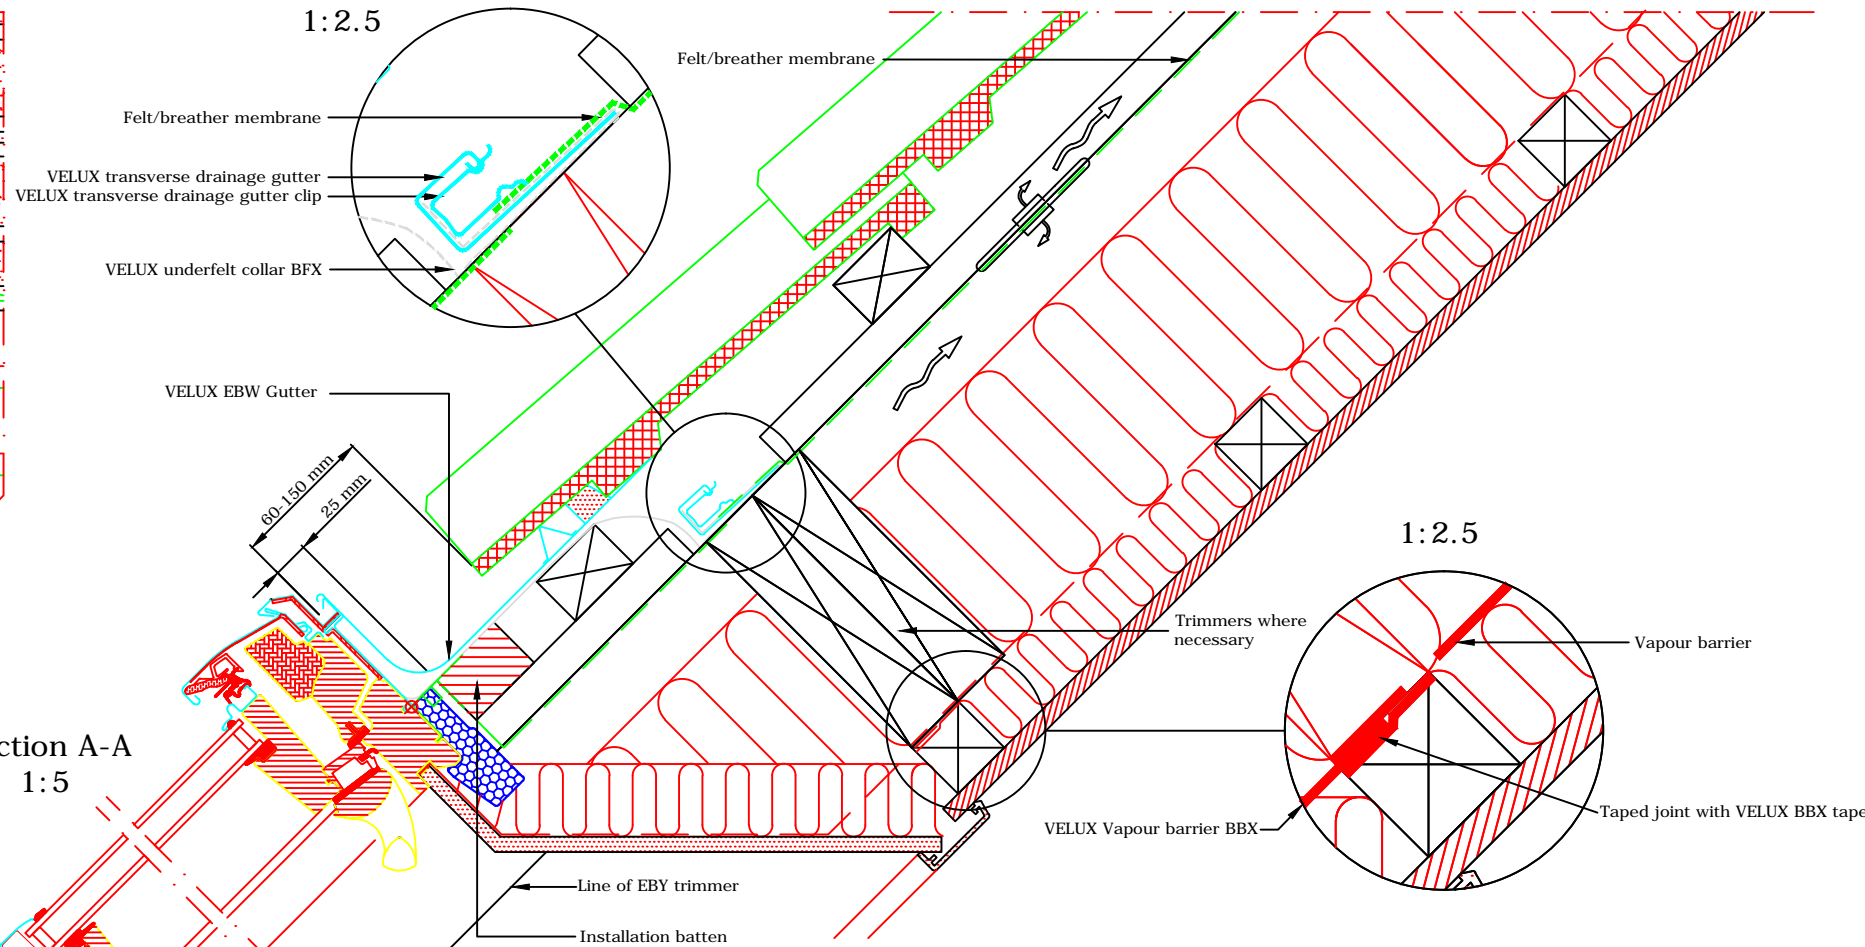 1:2.5
Felt/breather membrane
Felt/breather membrane
VELUX transverse drainage gutter
VELUX transverse drainage gutter clip
VELUX underfelt collar BFX
VELUX EBW Gutter
60-150 mm
25 mm
1:2.5
Trimmers where
necessary
Vapour barrier
ction A-A
1:5
Taped joint with VELUX BBX tape
VELUX Vapour barrier BBX
Line of EBY trimmer
Installation batten